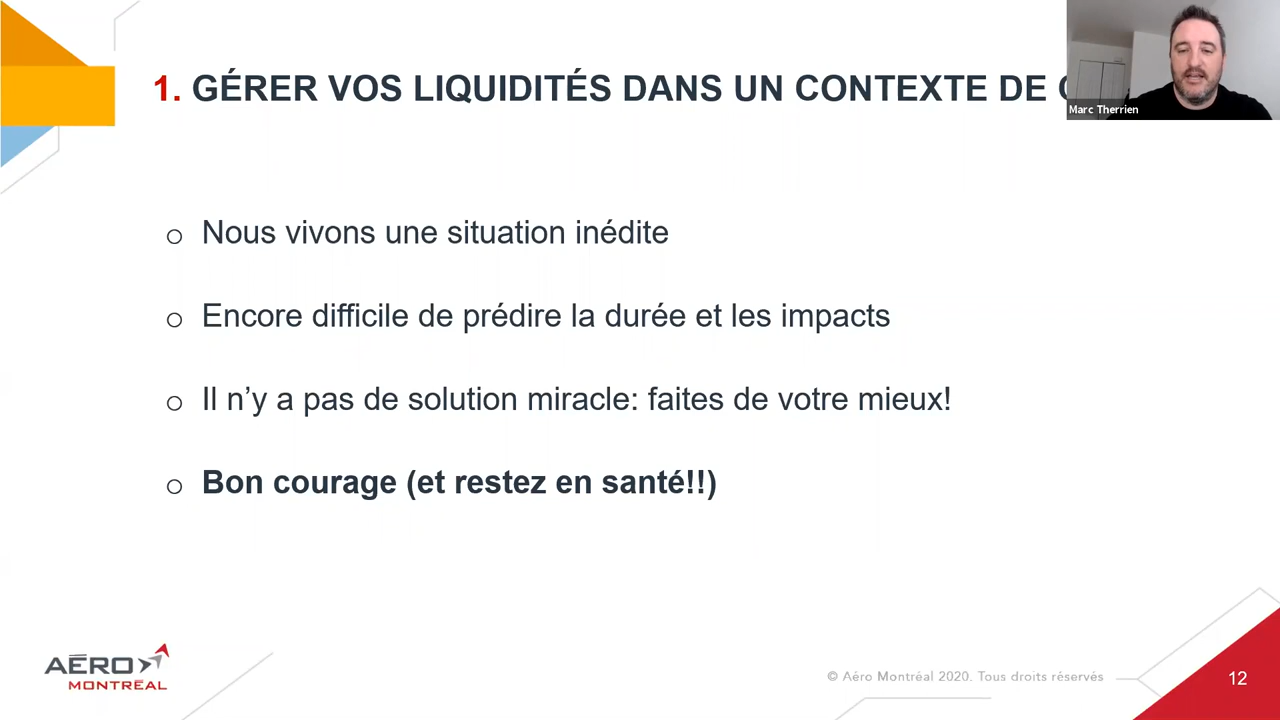 1. GÉRER VOS LIQUIDITÉS DANS UN CONTEXTE DE
Marc Therrien
o Nous vivons une situation inédite
o Encore difficile de prédire la durée et les impacts
o Il n’y a pas de solution miracle: faites de votre mieux!
o Bon courage (et restez en santé!!)
AÉRO
MONTRÉAL
© Aéro Montréal 2020. Tous droits réservés
12